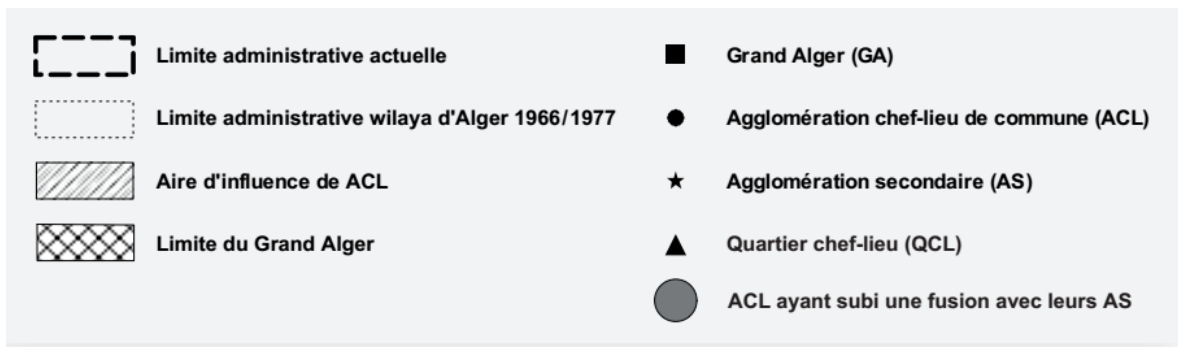 Limite administrative actuelle
Limite administrative wilaya d'Alger 1966/1977
Aire d'influence de ACL
Limite du Grand Alger
Grand Alger (GA)
Agglomération chef-lieu de commune (ACL)
Agglomération secondaire (AS)
Quartier chef-lieu (QCL)
ACL ayant subi une fusion avec leurs AS